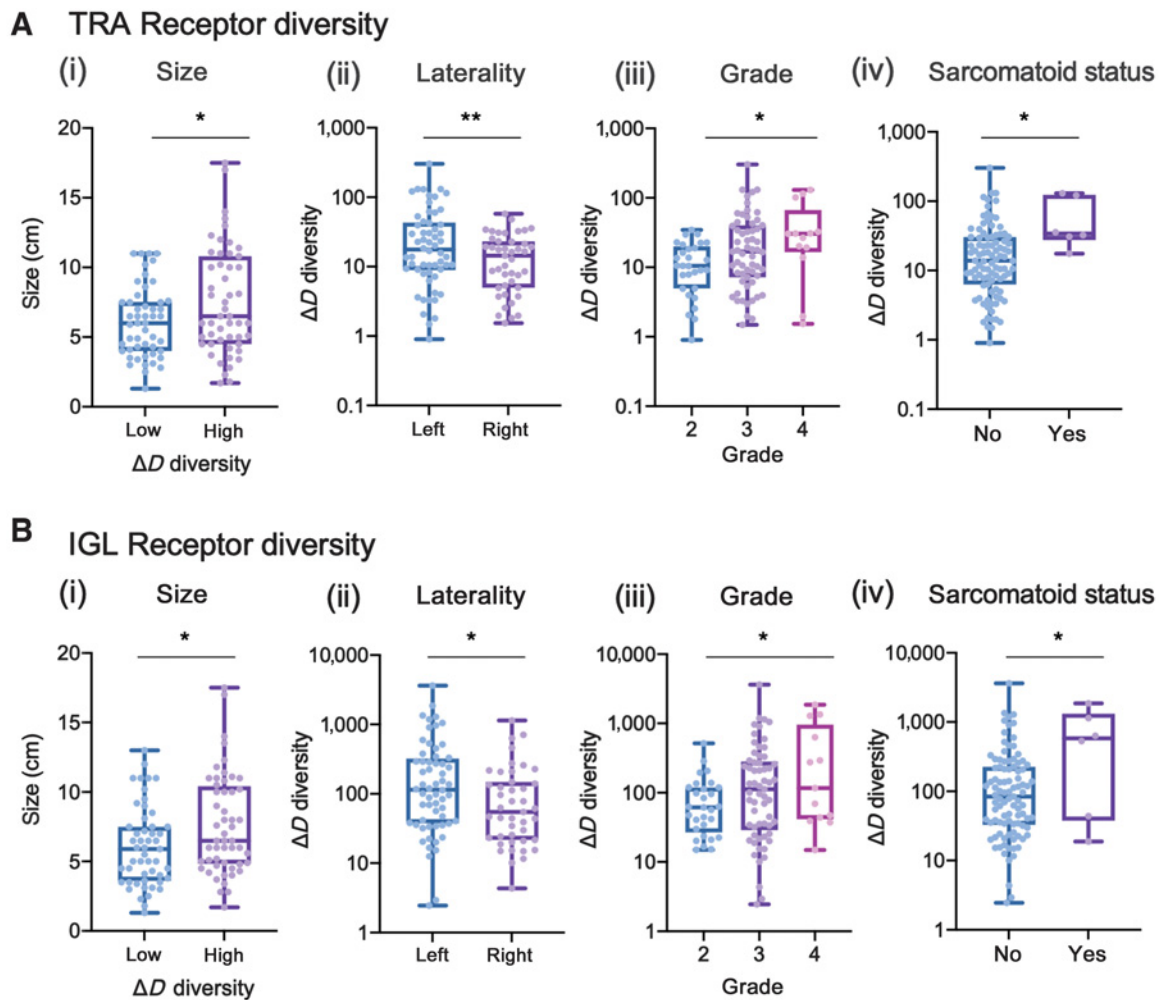 A TRA Receptor diversity
(i) Size
*
20
15
10
5
0
Size (cm)
Low High
ΔD diversity
(ii) Laterality
**
1,000
100
10
1
0.1
ΔD diversity
Left Right
(iii) Grade
*
1,000
100
10
1
0.1
ΔD diversity
2 3 4
Grade
(iv) Sarcomatoid status
*
1,000
100
10
1
0.1
ΔD diversity
No Yes
B IGL Receptor diversity
(i) Size
*
20
15
10
5
0
Size (cm)
Low High
ΔD diversity
(ii) Laterality
*
10,000
1,000
100
10
1
ΔD diversity
Left Right
(iii) Grade
*
10,000
1,000
100
10
1
ΔD diversity
2 3 4
Grade
(iv) Sarcomatoid status
*
10,000
1,000
100
10
1
ΔD diversity
No Yes